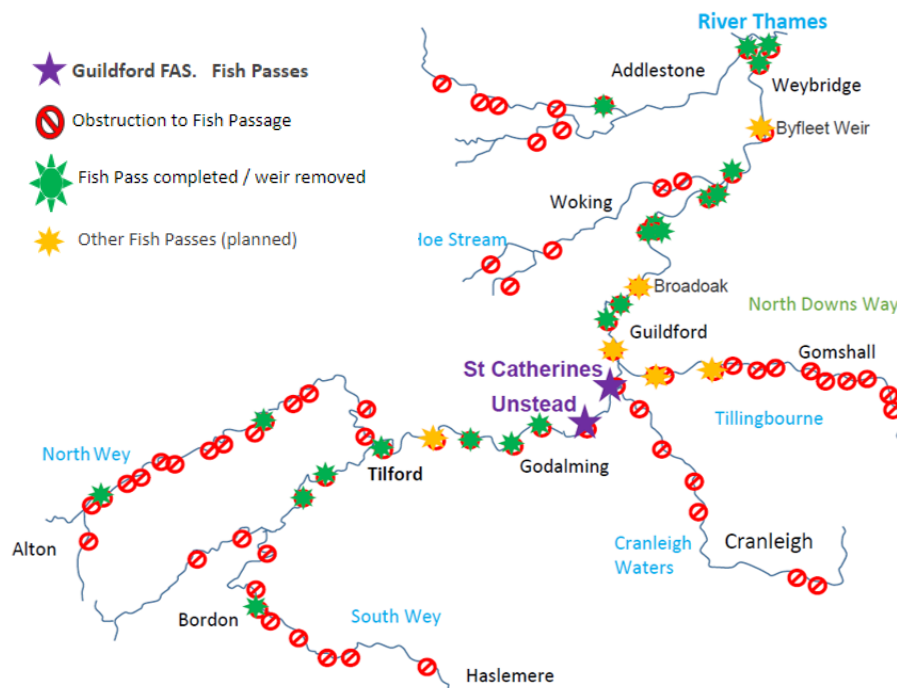 River Thames
Guildford FAS. Fish Passes
Addlestone
Weybridge
Obstruction to Fish Passage
Byfleet Weir
Fish Pass completed / weir removed
Woking
Hoe Stream
Other Fish Passes (planned)
Broadoak
North Downs Way
Guildford
Gomshall
St Catherines
Unstead
Tillingbourne
North Wey
Tilford
Godalming
Alton
Cranleigh
Waters
Cranleigh
Bordon
South Wey
Haslemere